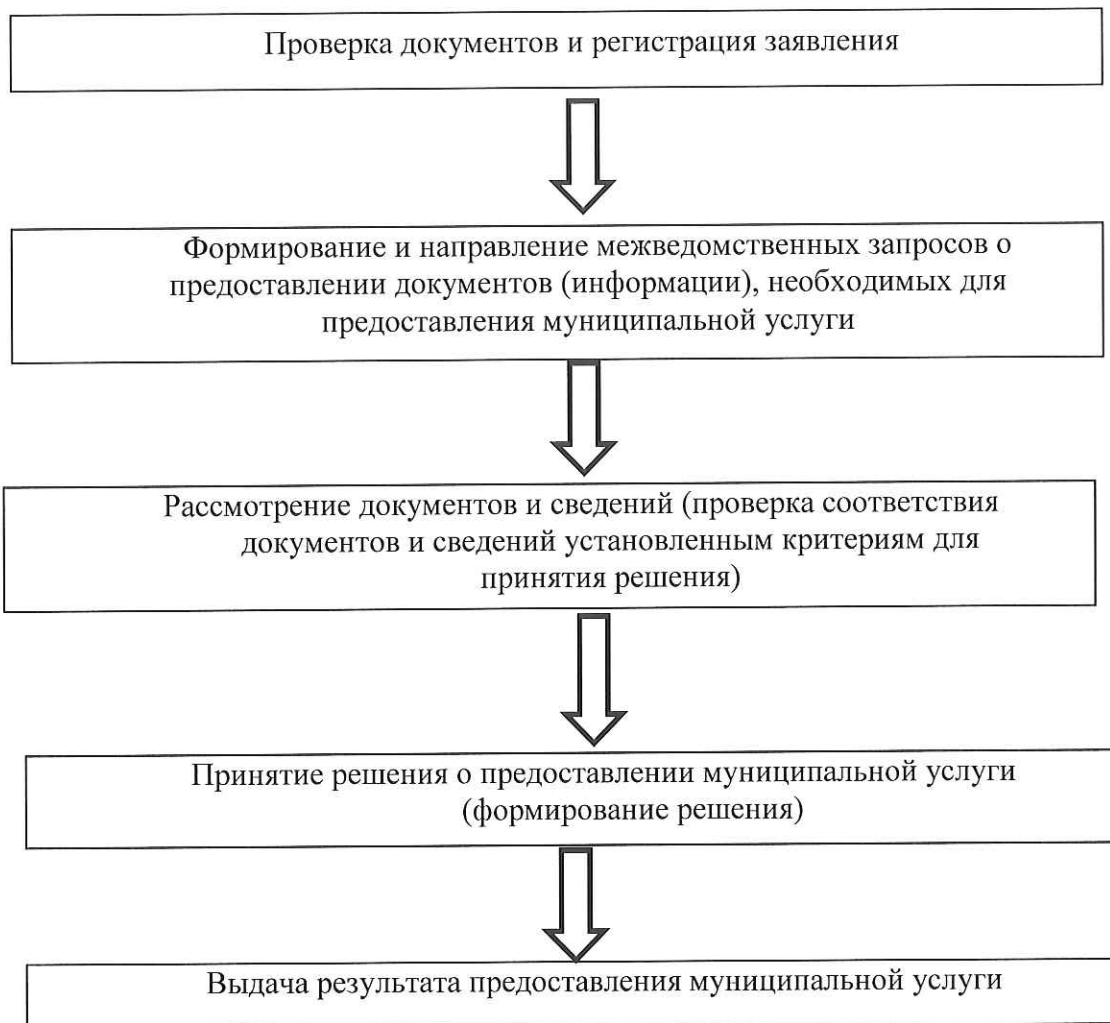 Проверка документов и регистрация заявления
Формирование и направление межведомственных запросов о
предоставлении документов (информации), необходимых для
предоставления муниципальной услуги
Рассмотрение документов и сведений (проверка соответствия
документов и сведений установленным критериям для
принятия решения)
Принятие решения о предоставлении муниципальной услуги
(формирование решения)
Выдача результата предоставления муниципальной услуги